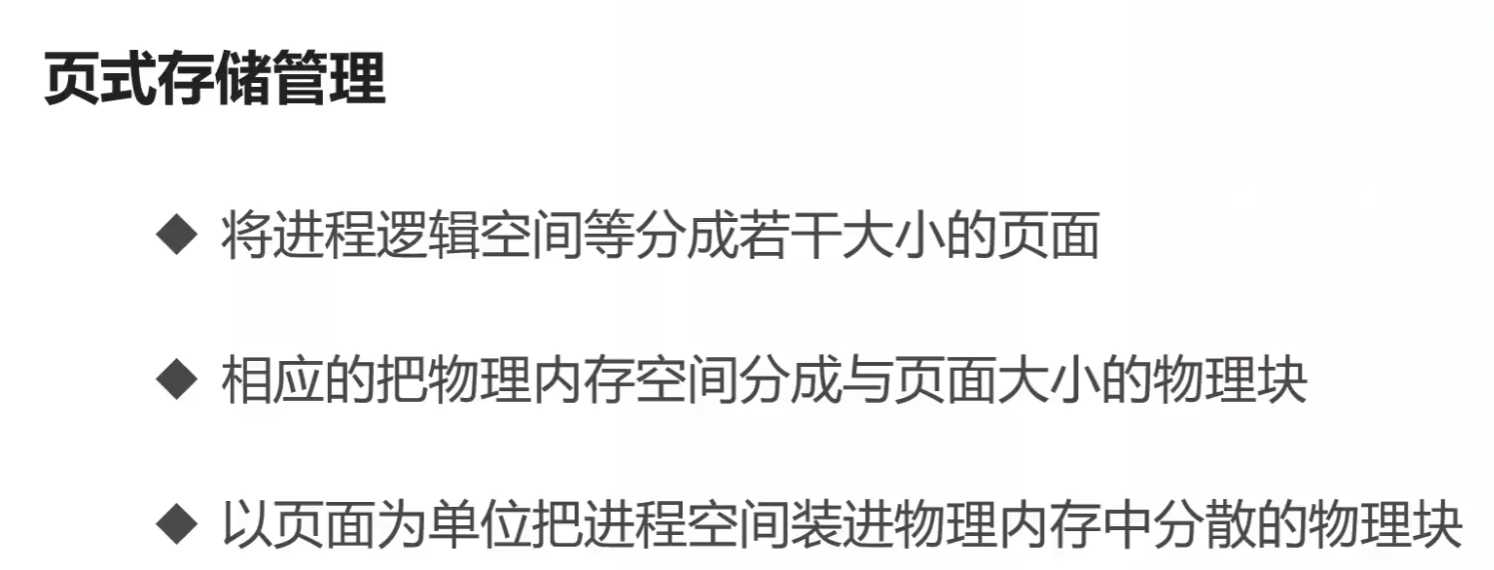 页式存储管理
◆ 将进程逻辑空间等分成若干大小的页面
◆ 相应的把物理内存空间分成与页面大小的物理块
◆ 以页面为单位把进程空间装进物理内存中分散的物理块